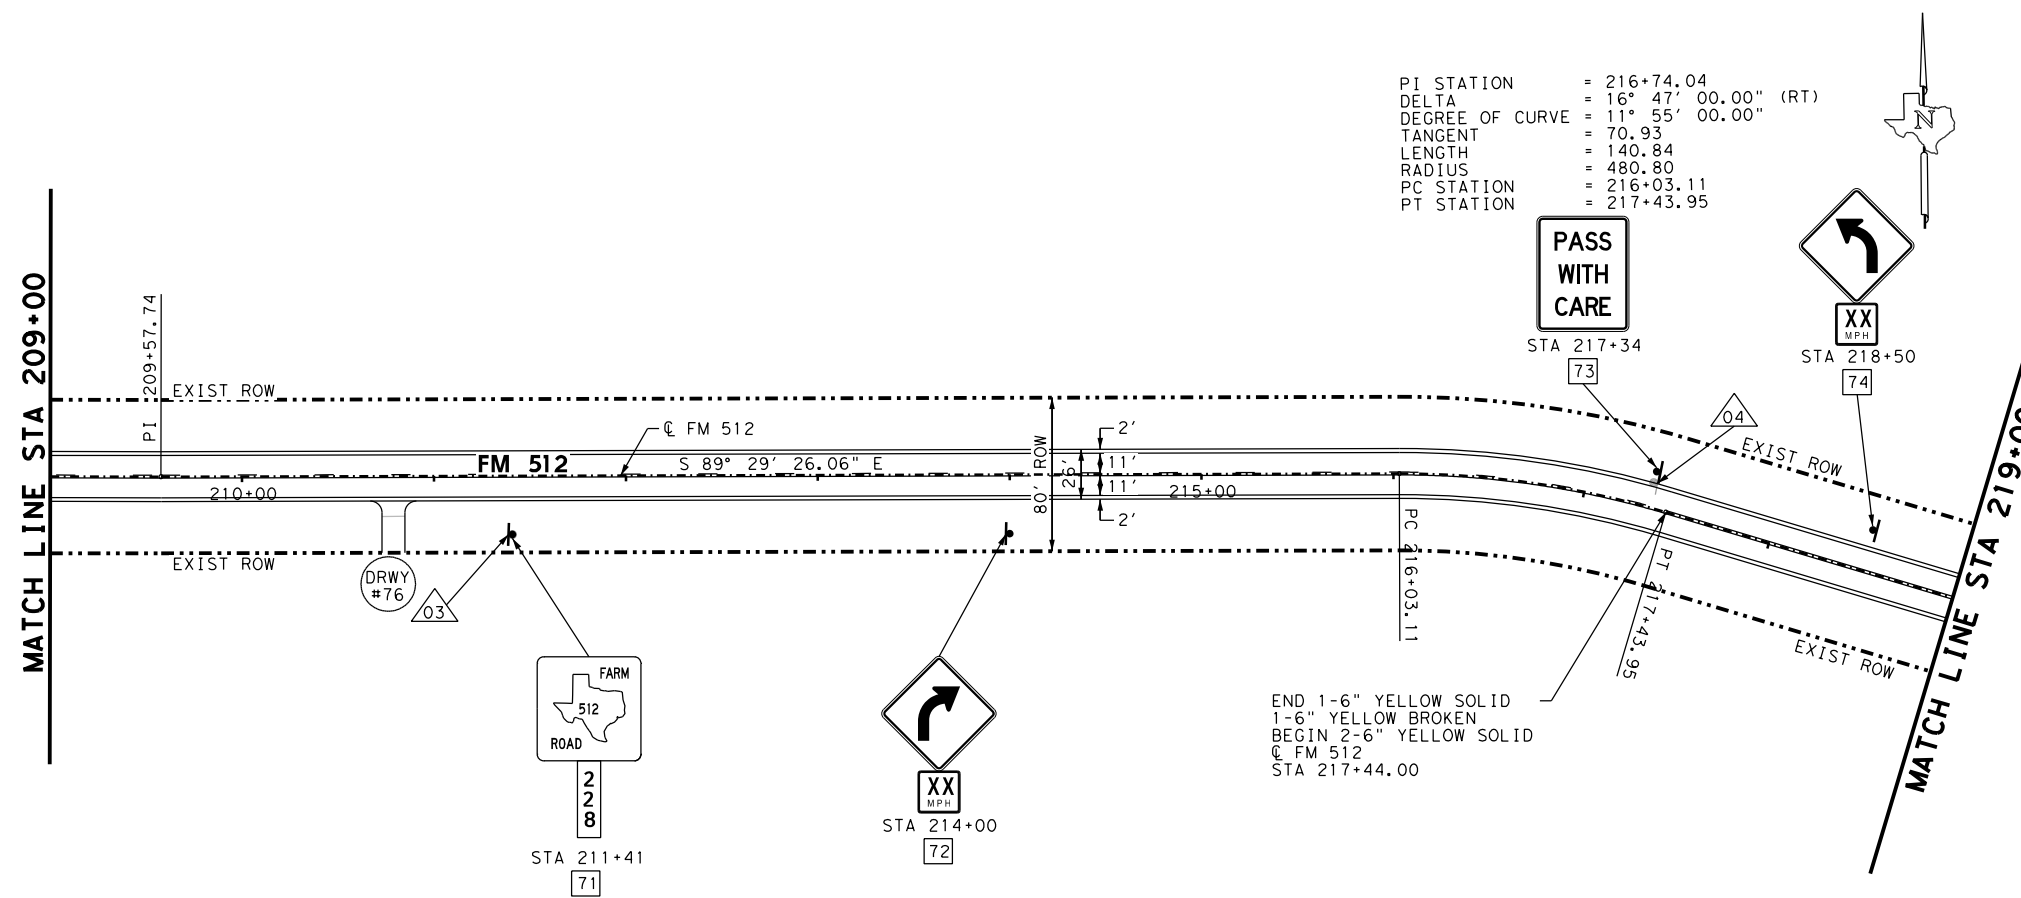 PI STATION = 216+74.04
DELTA = 16° 47' 00.00" (RT)
DEGREE OF CURVE = 11° 55' 00.00"
TANGENT = 70.93
LENGTH = 140.84
RADIUS = 480.80
PC STATION = 216+03.11
PT STATION = 217+43.95
N
PASS
WITH
CARE
STA 217+34
73
XX
MPH
STA 218+50
74
04
MATCH LINE STA 209+00
PI 209+57.74
EXIST ROW
℄ FM 512
FM 512
S 89° 29' 26.06" E
210+00
80' ROW
26'
2'
11'
11'
2'
215+00
EXIST ROW
EXIST ROW
DRWY
#76
03
PC 216+03.11
PT 217+43.95
EXIST ROW
MATCH LINE STA 219+00
FARM
512
ROAD
2
2
8
STA 211+41
71
XX
MPH
STA 214+00
72
END 1-6" YELLOW SOLID
1-6" YELLOW BROKEN
BEGIN 2-6" YELLOW SOLID
℄ FM 512
STA 217+44.00